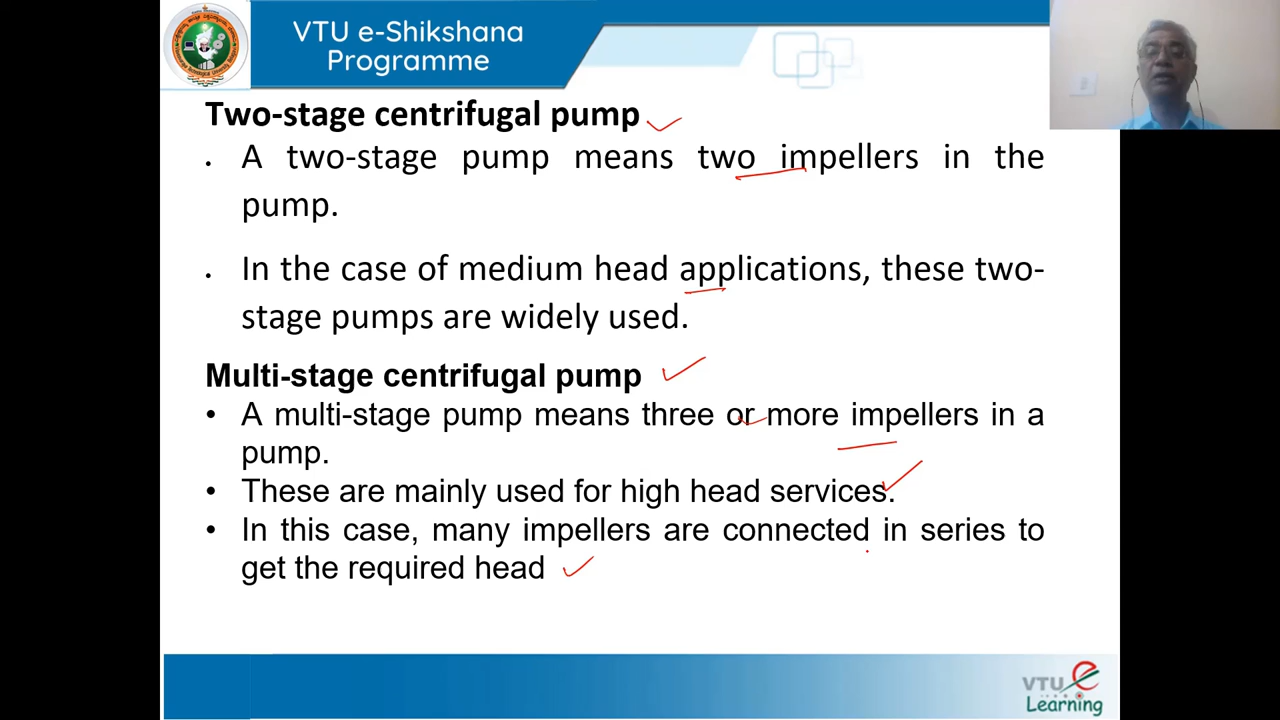 VTU e-Shikshana
Programme
Two-stage centrifugal pump
• A two-stage pump means two impellers in the
pump.
• In the case of medium head applications, these two-
stage pumps are widely used.
Multi-stage centrifugal pump
• A multi-stage pump means three or more impellers in a
pump.
• These are mainly used for high head services.
• In this case, many impellers are connected in series to
get the required head
VTU e
Learning